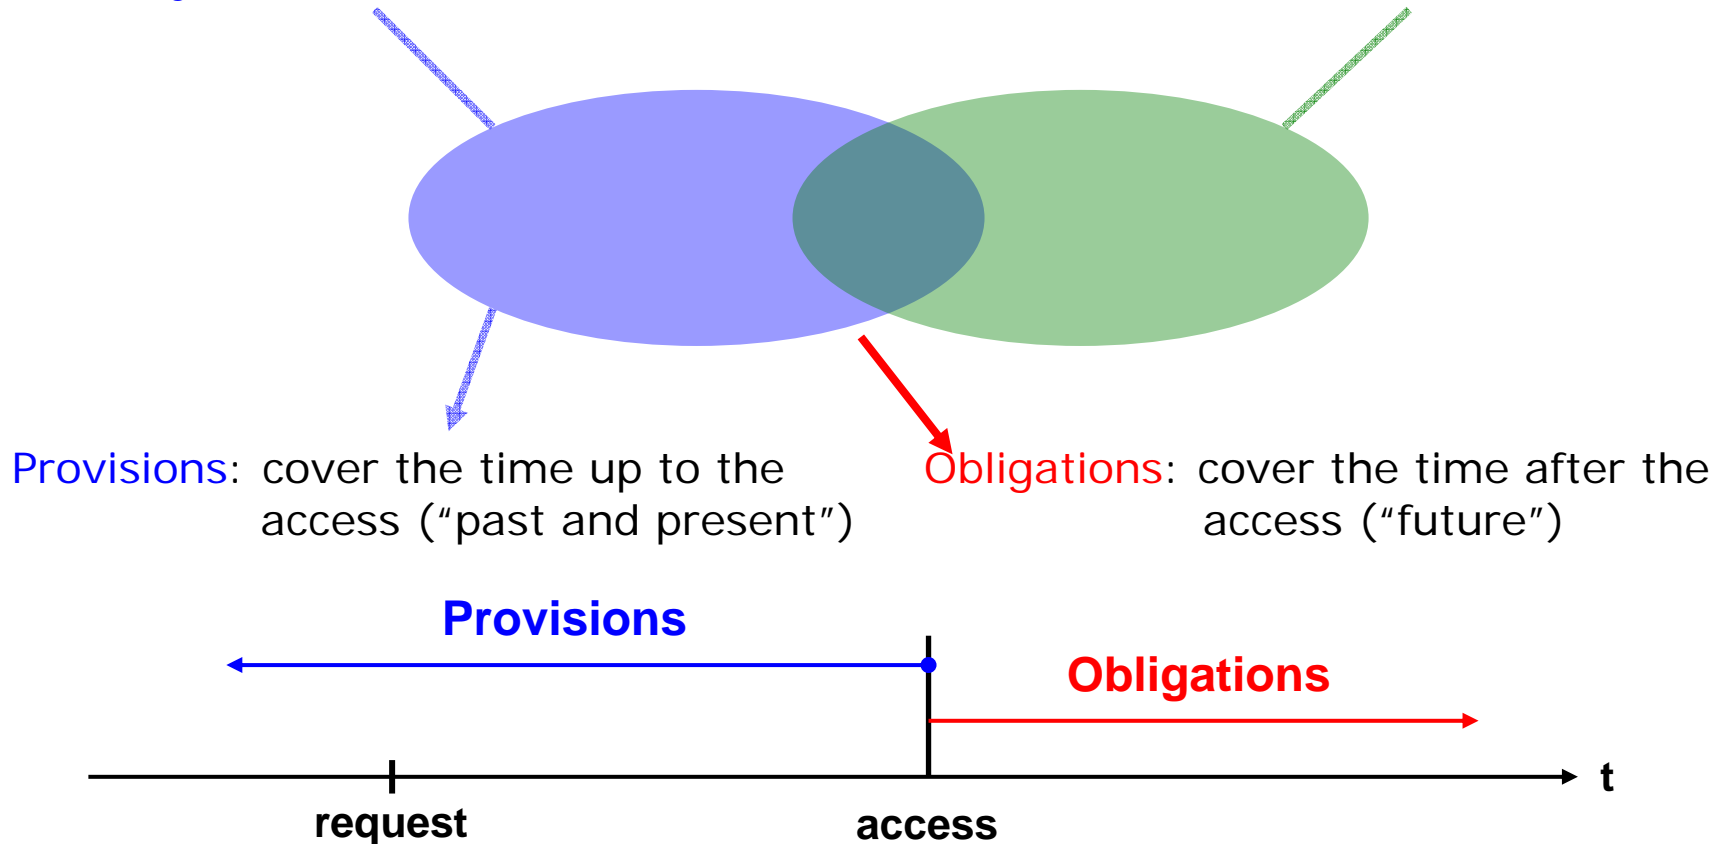 Provisions: cover the time up to the
access (“past and present”)
Obligations: cover the time after the
access (“future”)
Provisions
Obligations
t
request
access